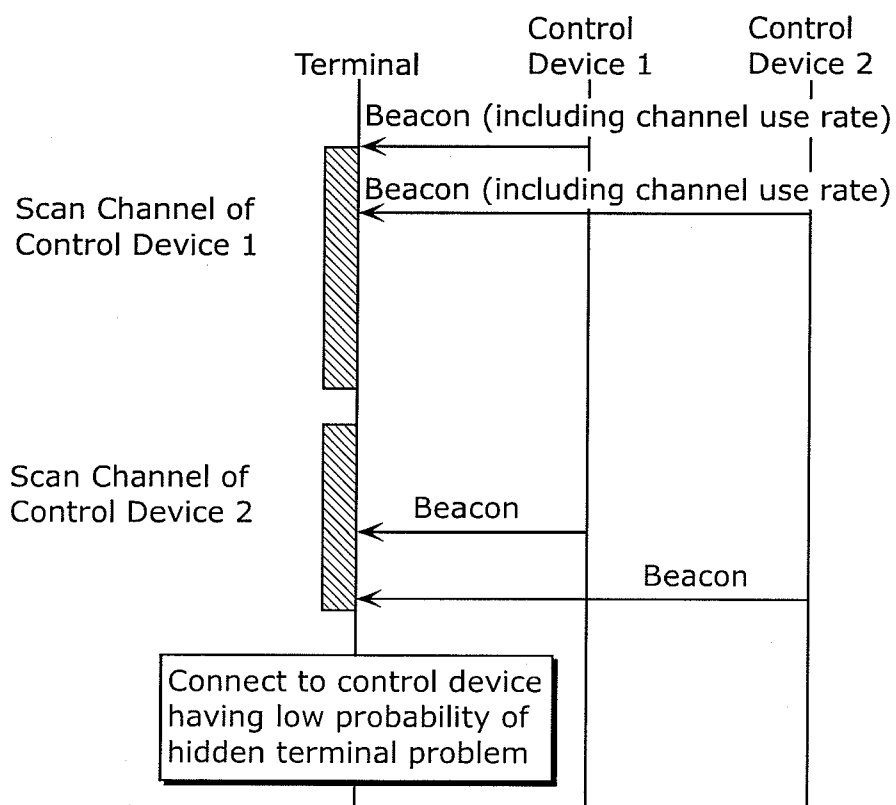 Terminal
Control
Device 1
Control
Device 2
Beacon (including channel use rate)
Beacon (including channel use rate)
Scan Channel of
Control Device 1
Scan Channel of
Control Device 2
Beacon
Beacon
Connect to control device
having low probability of
hidden terminal problem